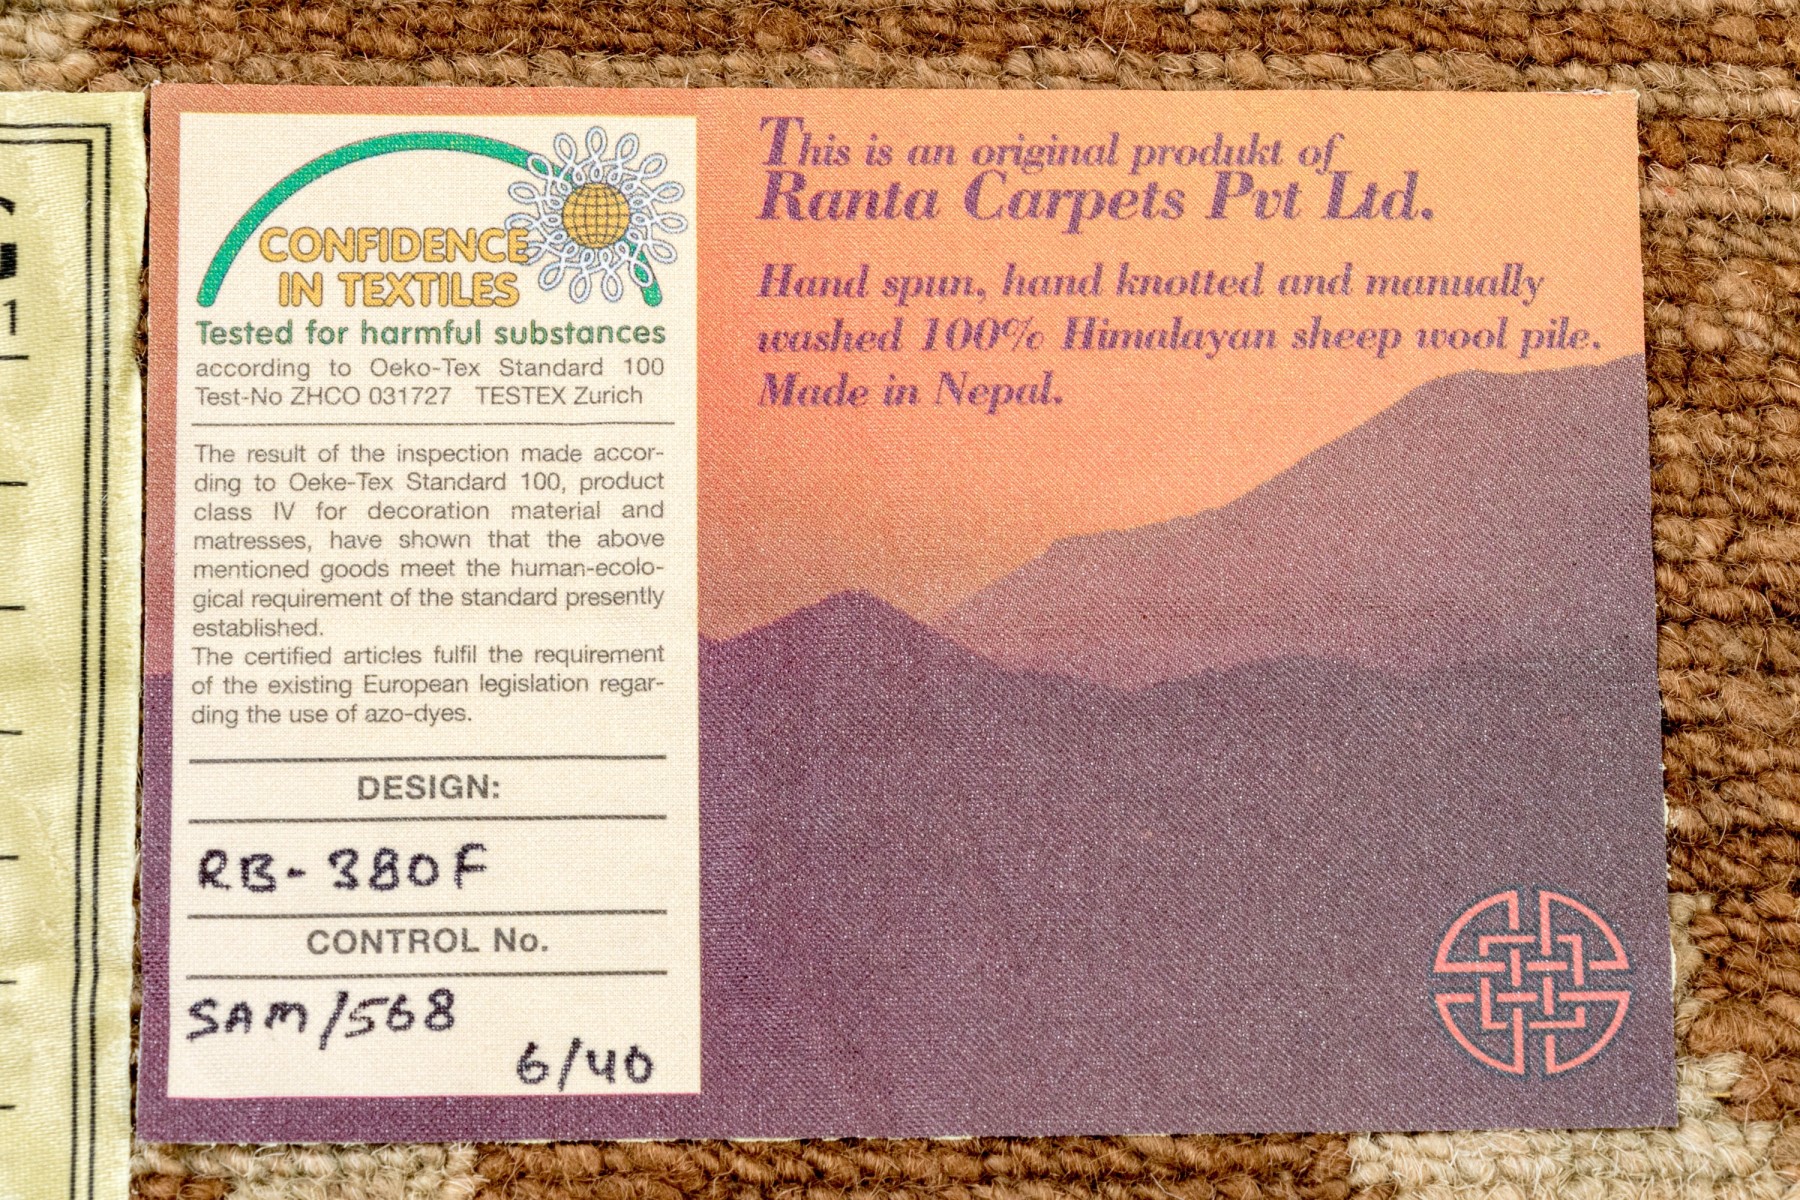 CONFIDENCE
IN TEXTILES
Tested for harmful substances
according to Oeko-Tex Standard 100
Test-No ZHCO 031727 TESTEX Zurich
The result of the inspection made accor-
ding to Oeke-Tex Standard 100, product
class IV for decoration material and
matresses, have shown that the above
mentioned goods meet the human-ecolo-
gical requirement of the standard presently
established.
The certified articles fulfil the requirement
of the existing European legislation regar-
ding the use of azo-dyes.
DESIGN:
RB-380F
CONTROL No.
SAM/568
6/40
This is an original produkt of
Ranta Carpets Pvt Ltd.
Hand spun, hand knotted and manually
washed 100% Himalayan sheep wool pile.
Made in Nepal.